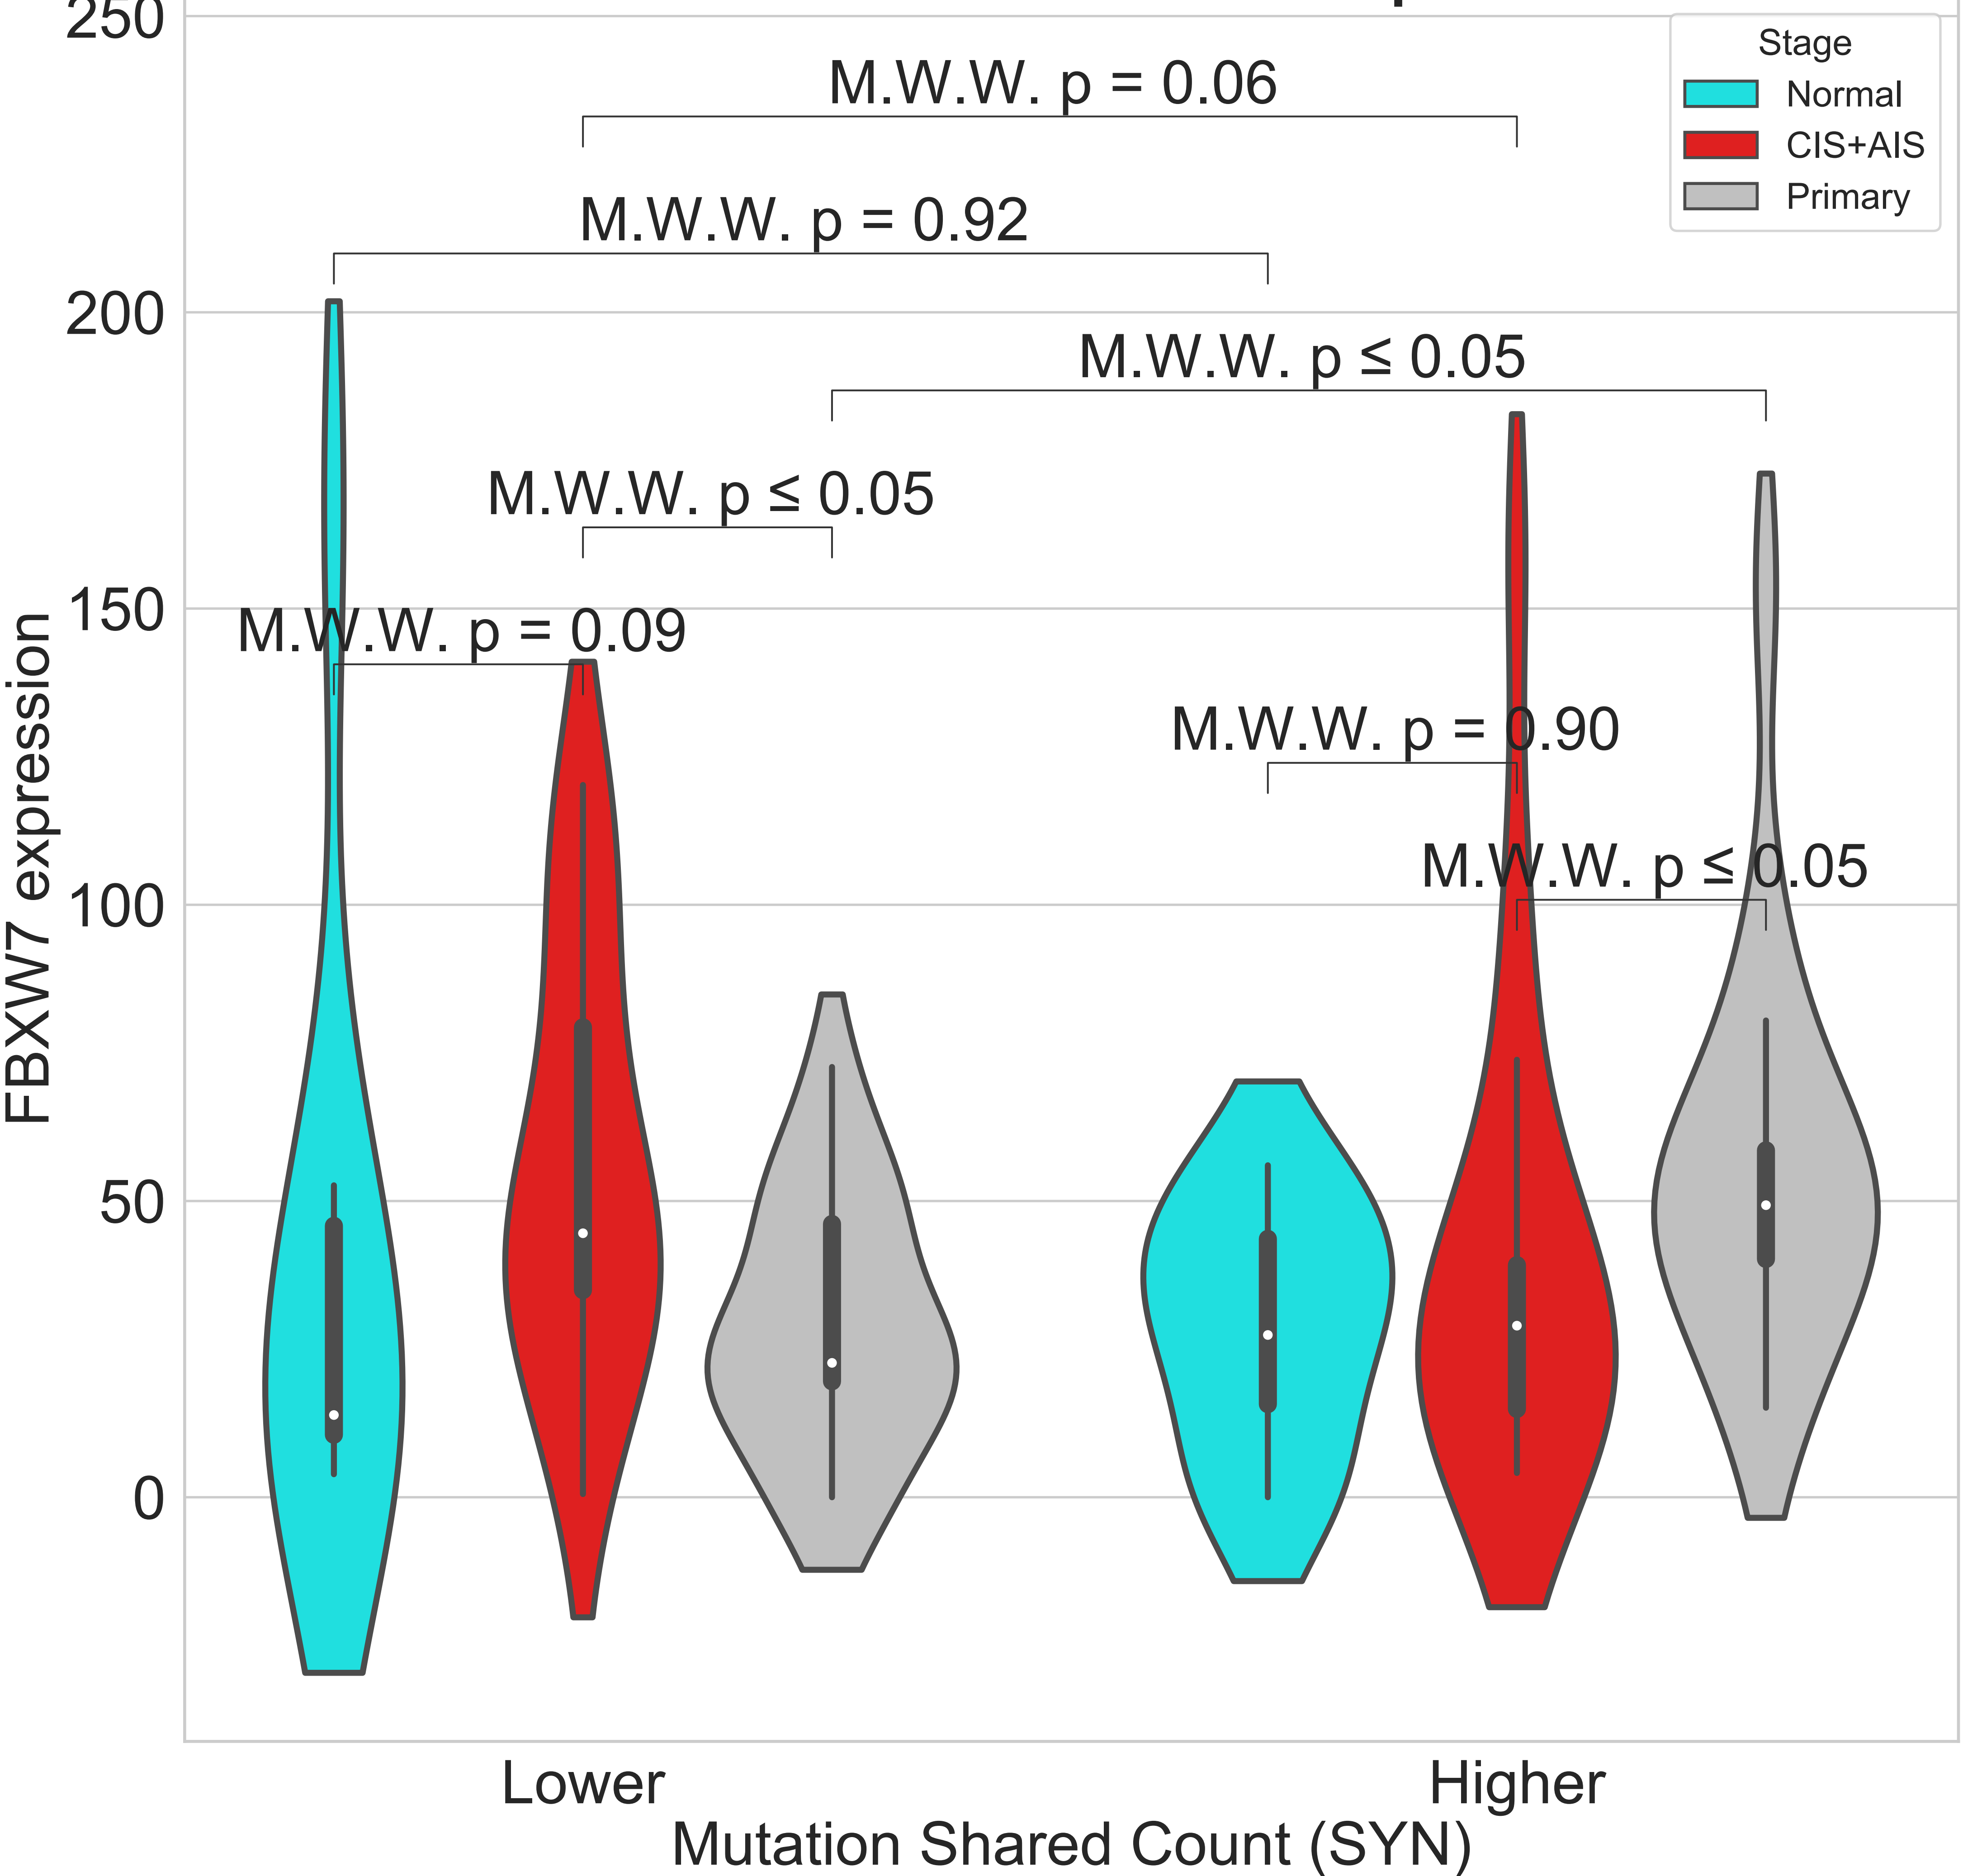 250
Stage
Normal
CIS+AIS
Primary
M.W.W. p = 0.06
M.W.W. p = 0.92
200
M.W.W. p ≤ 0.05
M.W.W. p ≤ 0.05
150
M.W.W. p = 0.09
M.W.W. p = 0.90
M.W.W. p ≤ 0.05
100
50
0
FBXW7 expression
Lower
Higher
Mutation Shared Count (SYN)